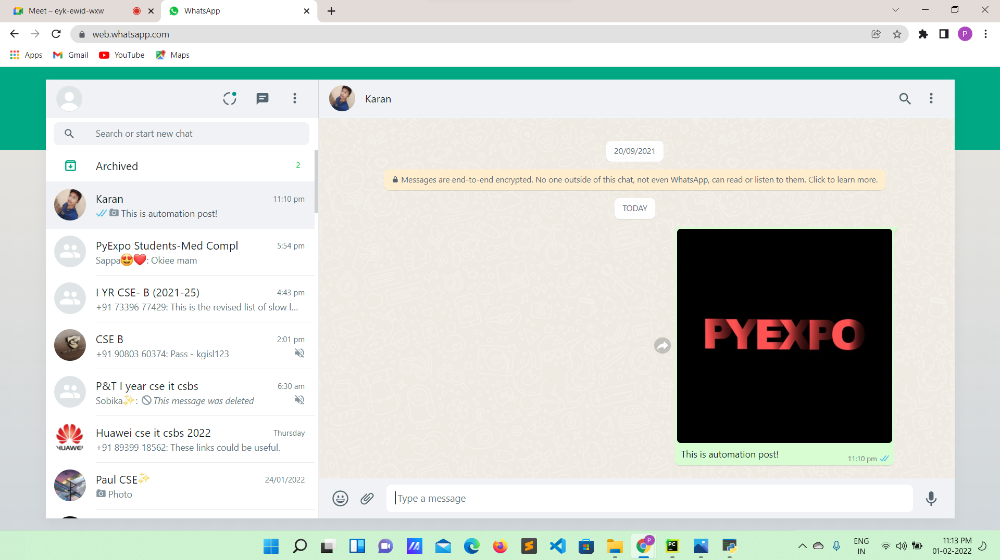 Meet – eyk-ewid-wxw
WhatsApp
web.whatsapp.com
P
Apps
Gmail
YouTube
Maps
Karan
Search or start new chat
Archived
2
Karan
11:10 pm
This is automation post!
PyExpo Students-Med Compl
5:54 pm
Sappa😍❤️: Okiee mam
I YR CSE- B (2021-25)
4:43 pm
+91 73396 77429: This is the revised list of slow l...
CSE B
2:01 pm
+91 90803 60374: Pass - kgisl123
P&T I year cse it csbs
6:30 am
Sobika✨: This message was deleted
HUAWEI
Huawei cse it csbs 2022
Thursday
+91 89399 18562: These links could be useful.
Paul CSE✨
24/01/2022
Photo
20/09/2021
Messages are end-to-end encrypted. No one outside of this chat, not even WhatsApp, can read or listen to them. Click to learn more.
TODAY
PYEXPO
This is automation post!
11:10 pm
Type a message
P
PC
ENG
IN
11:13 PM
01-02-2022